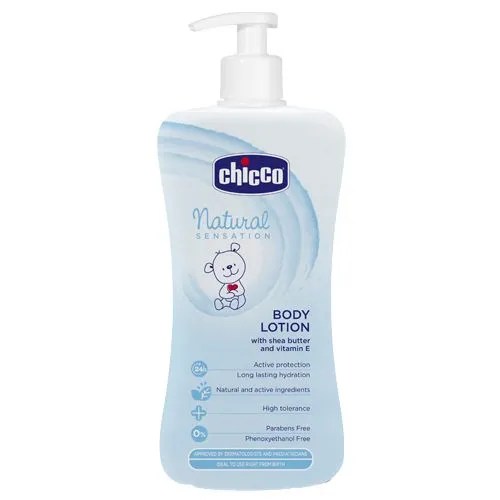 chicco
Natural
SENSATION
BODY
LOTION
with shea butter
and vitamin E
24h
Active protection
Long lasting hydration
Natural and active ingredients
High tolerance
0%
Parabens Free
Phenoxyethanol Free
APPROVED BY DERMATOLOGISTS AND PAEDIATRICIANS
IDEAL TO USE RIGHT FROM BIRTH